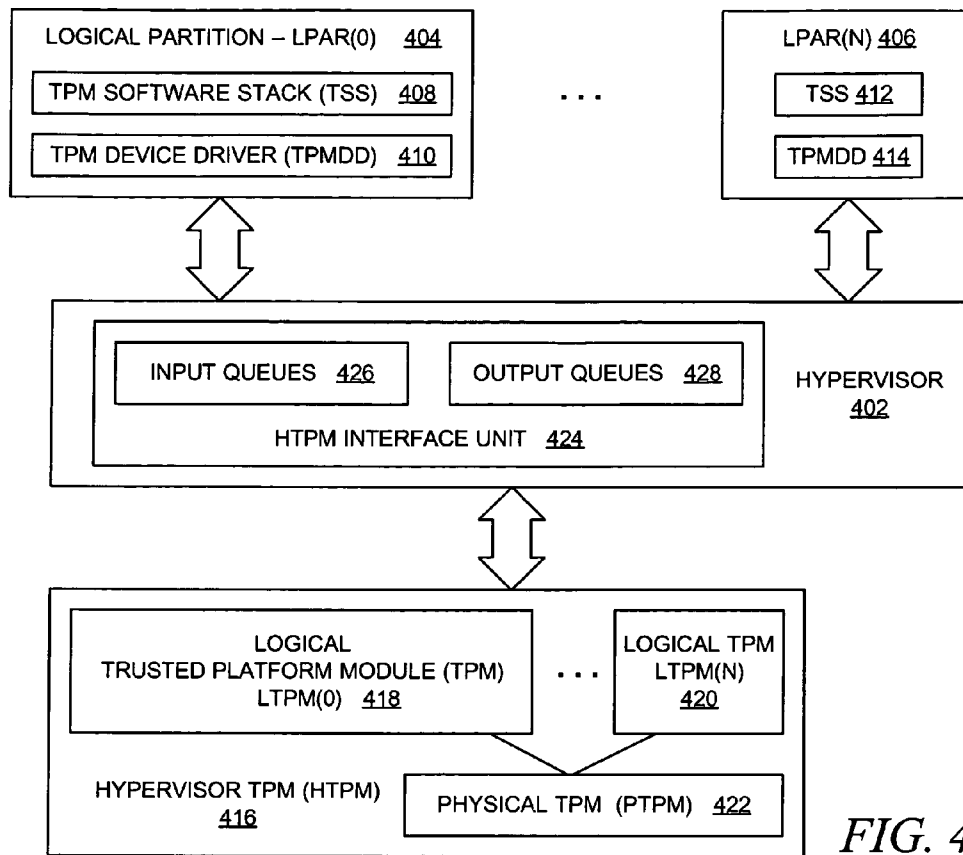 LOGICAL PARTITION – LPAR(0) 404
TPM SOFTWARE STACK (TSS) 408
TPM DEVICE DRIVER (TPMDD) 410
. . .
LPAR(N) 406
TSS 412
TPMDD 414
INPUT QUEUES 426
OUTPUT QUEUES 428
HTPM INTERFACE UNIT 424
HYPERVISOR
402
LOGICAL
TRUSTED PLATFORM MODULE (TPM)
LTPM(0) 418
. . .
LOGICAL TPM
LTPM(N)
420
HYPERVISOR TPM (HTPM)
416
PHYSICAL TPM (PTPM) 422
FIG. 4